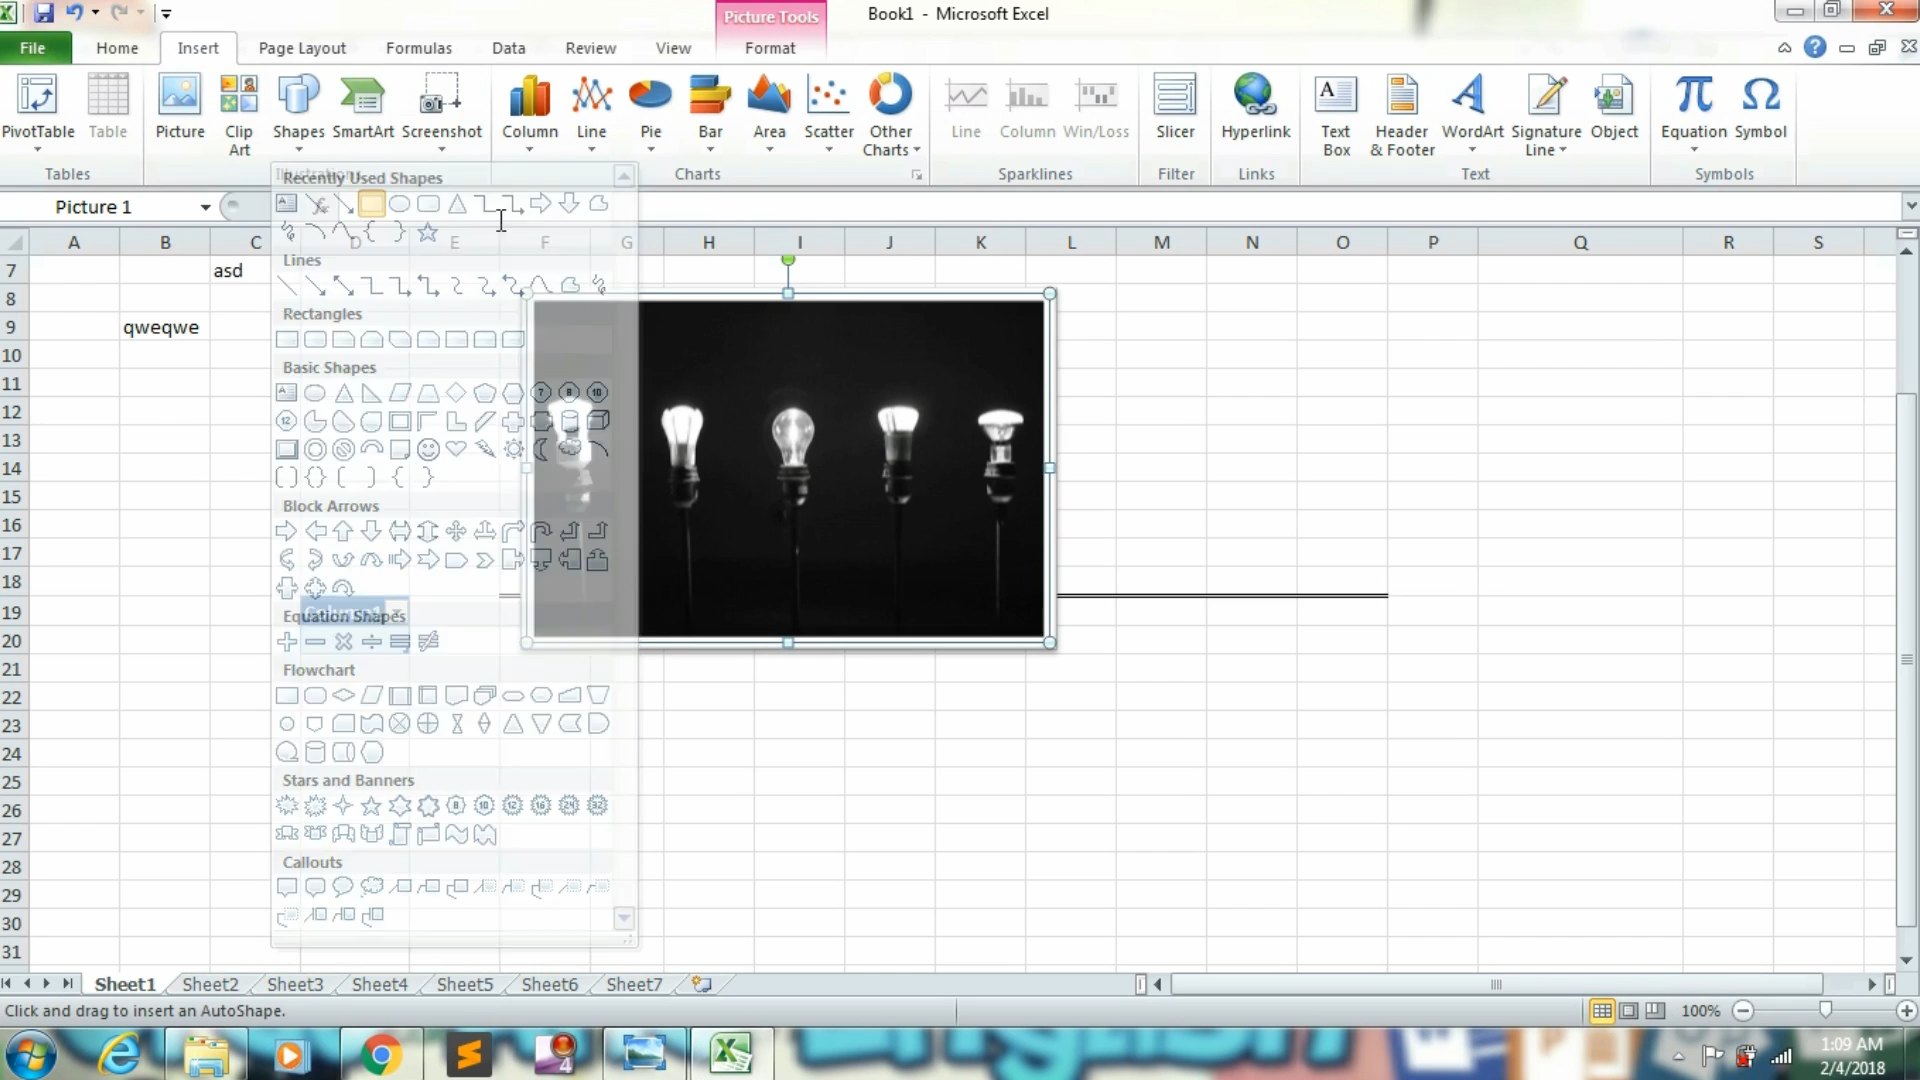 Picture Tools
Book1 - Microsoft Excel
File Home Insert Page Layout Formulas Data Review View Format
PivotTable Table Picture Clip Art Shapes SmartArt Screenshot Column Line Pie Bar Area Scatter Other Charts Line Column Win/Loss Slicer Hyperlink Text Box Header & Footer WordArt Signature Line Object Equation Symbol
Tables Charts Sparklines Filter Links Text Symbols
Recently Used Shapes
Picture 1
A B C D E F G H I J K L M N O P Q R S
7 asd
Lines
8
Rectangles
9 qweqwe
10
Basic Shapes
11
12
13
14
15
Block Arrows
16
17
18
19
Column1
Equation Shapes
20
21
Flowchart
22
23
24
25
Stars and Banners
26
27
28
Callouts
29
30
31
Sheet1 Sheet2 Sheet3 Sheet4 Sheet5 Sheet6 Sheet7
Click and drag to insert an AutoShape.
100%
English
1:09 AM
2/4/2018